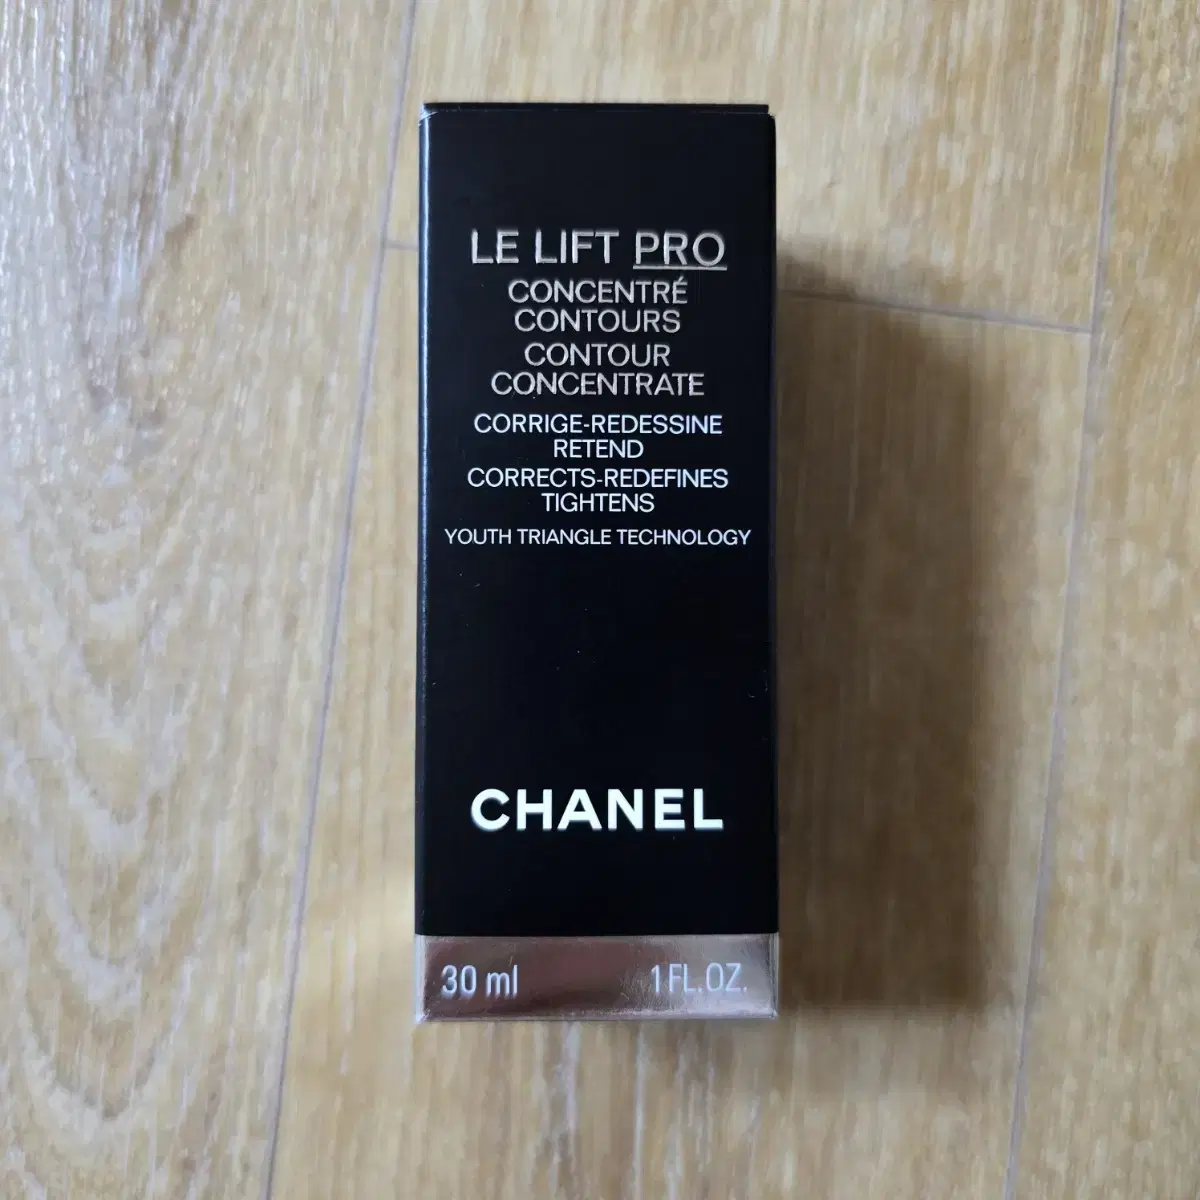 LE LIFT PRO
CONCENTRÉ
CONTOURS
CONTOUR
CONCENTRATE
CORRIGE-REDESSINE
RETEND
CORRECTS-REDEFINES
TIGHTENS
YOUTH TRIANGLE TECHNOLOGY
CHANEL
30 ml 1 FL.OZ.